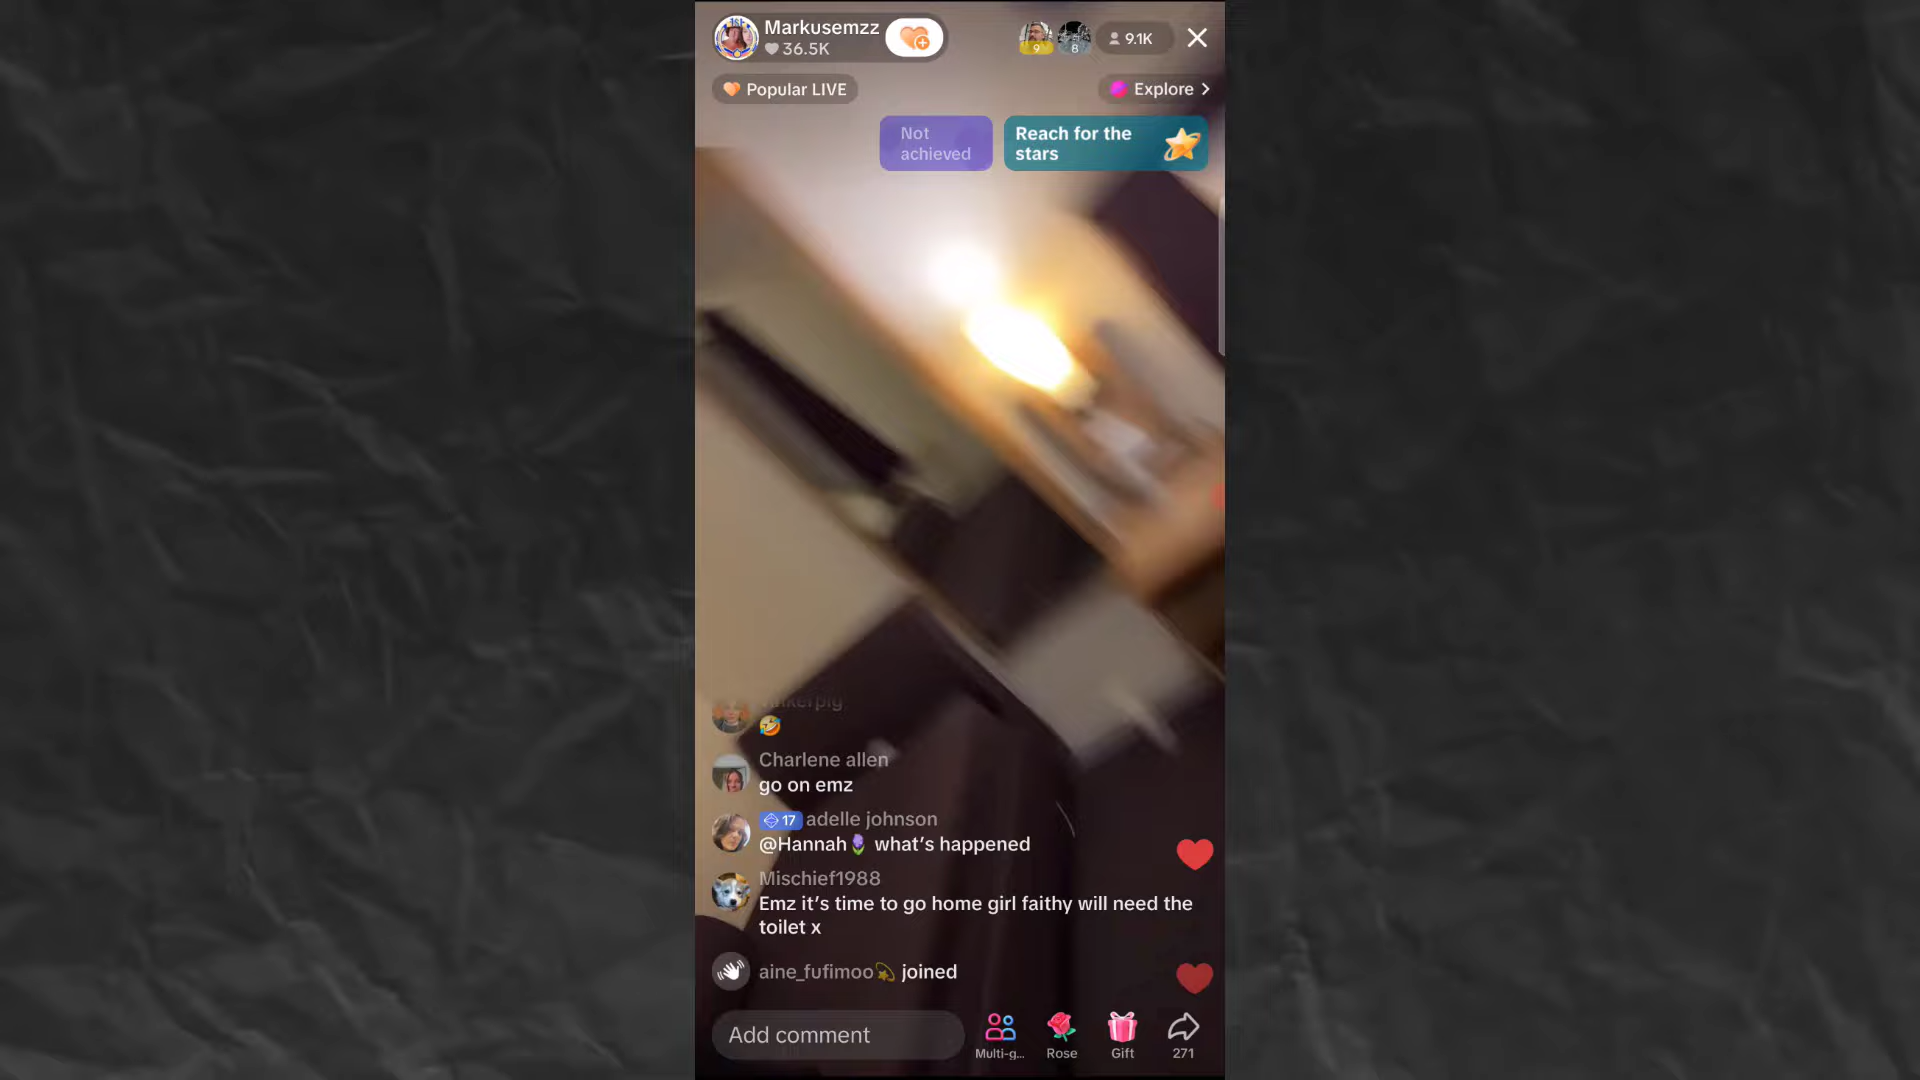 Markusemzz
36.5K
9
8
9.1K
Popular LIVE
Explore
Not
achieved
Reach for the
stars
Charlene allen
go on emz
17 adelle johnson
@Hannah🌷 what’s happened
Mischief1988
Emz it’s time to go home girl faithy will need the
toilet x
aine_fufimoo💫 joined
Add comment
Multi-g...
Rose
Gift
271